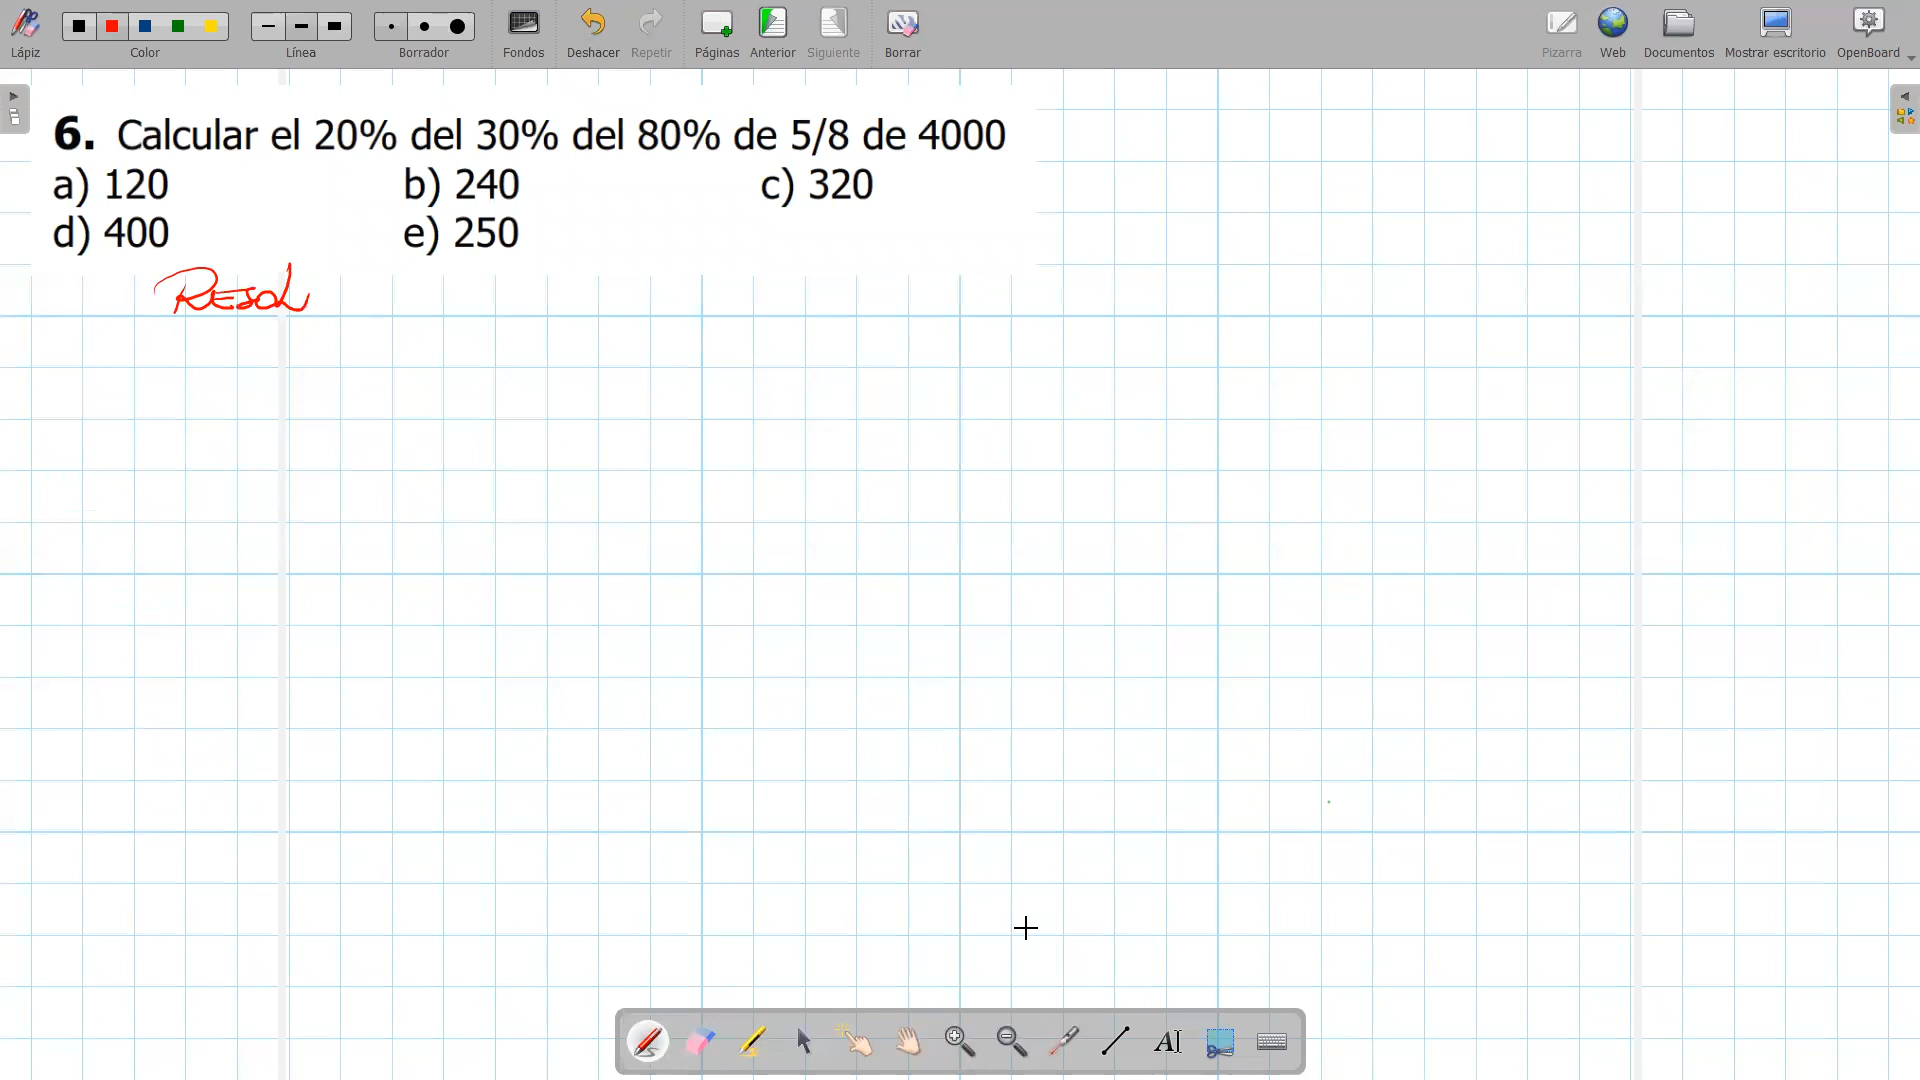 Lápiz Color Línea Borrador Fondos Deshacer Repetir Páginas Anterior Siguiente Borrar Pizarra Web Documentos Mostrar escritorio OpenBoard
6. Calcular el 20% del 30% del 80% de 5/8 de 4000
a) 120 b) 240 c) 320
d) 400 e) 250
RESOL